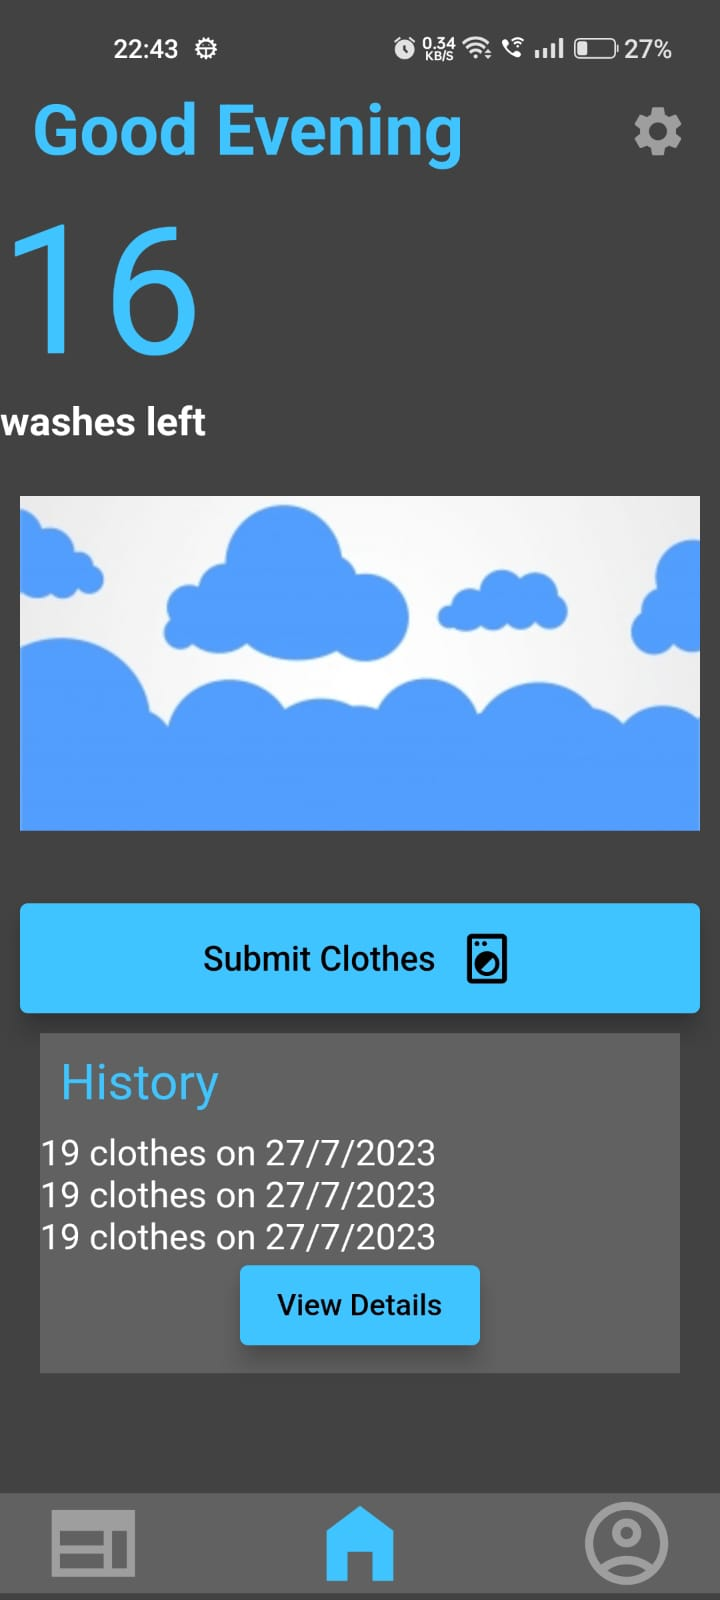 22:43
0.34
KB/S
27%
Good Evening
16
washes left
Submit Clothes
History
19 clothes on 27/7/2023
19 clothes on 27/7/2023
19 clothes on 27/7/2023
View Details